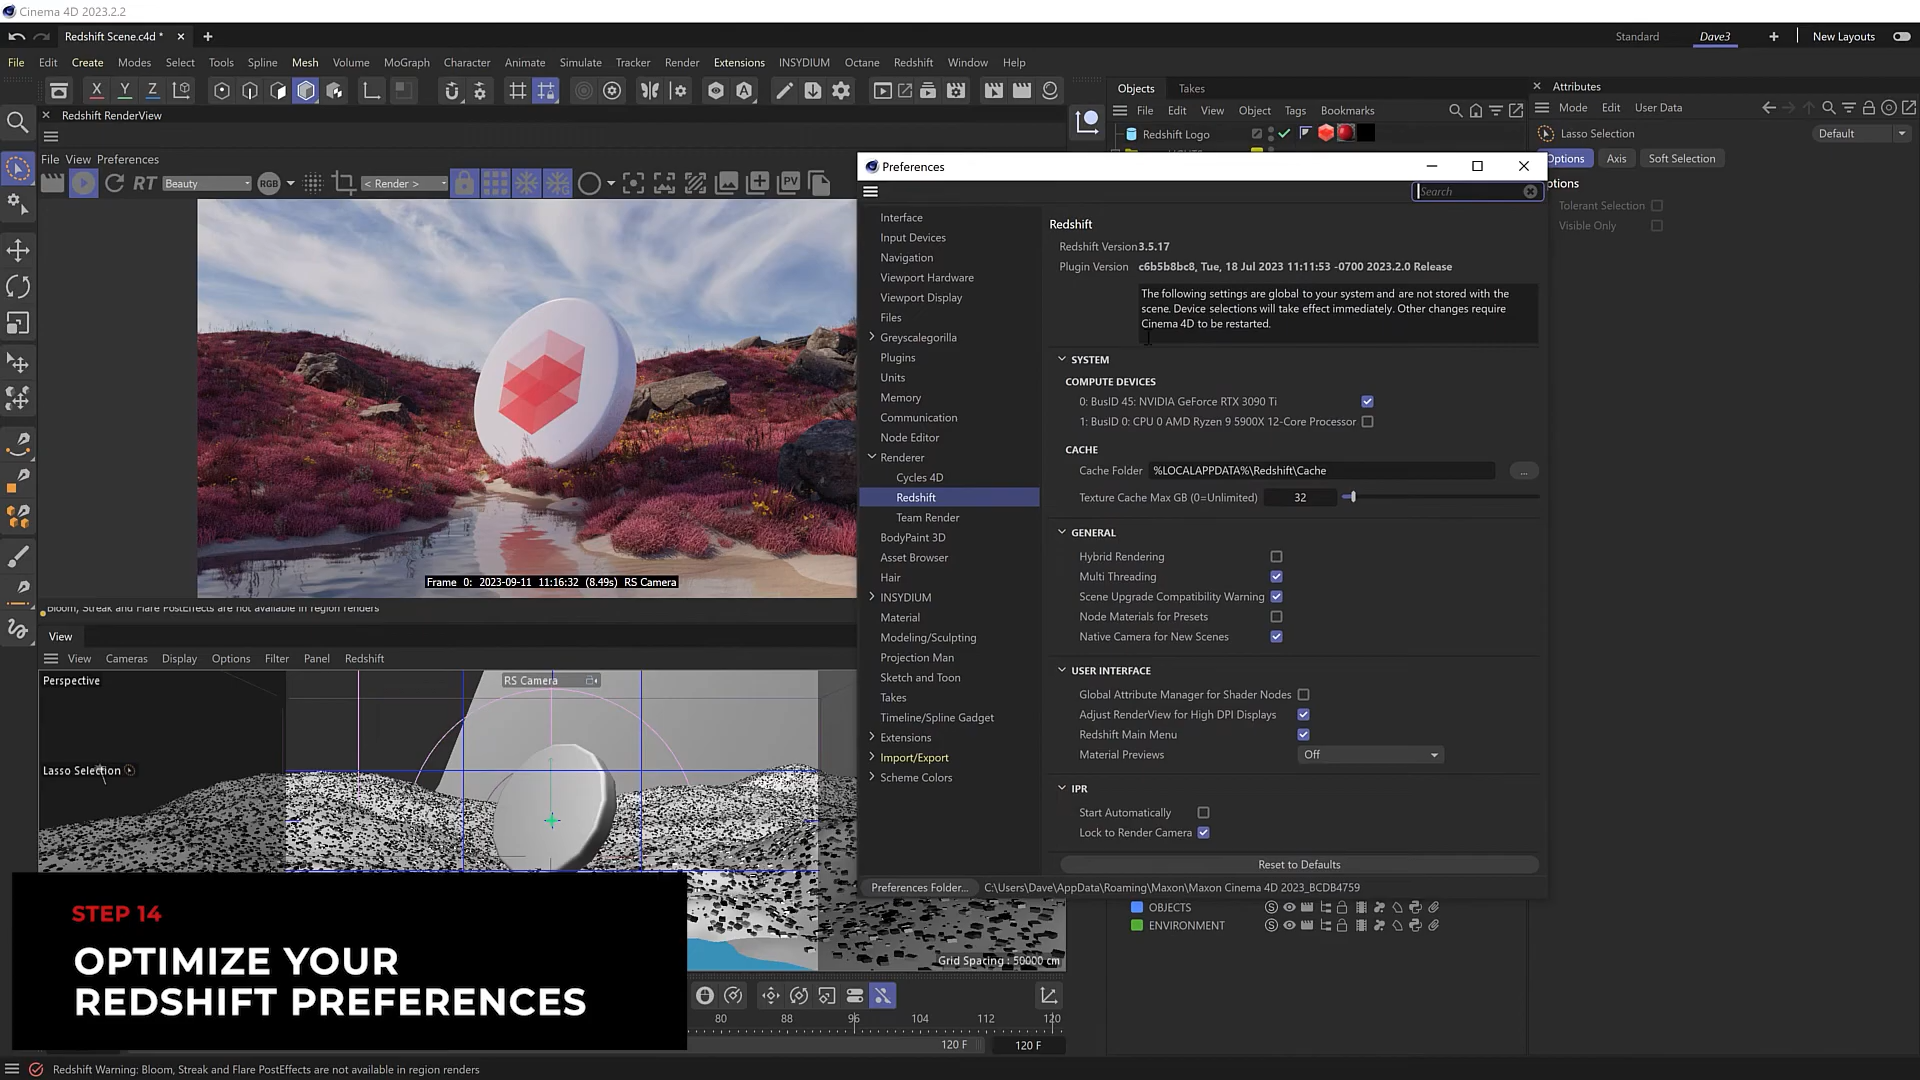 Cinema 4D 2023.2.2
Redshift Scene.c4d *
Standard
Dave3
New Layouts
File Edit Create Modes Select Tools Spline Mesh Volume MoGraph Character Animate Simulate Tracker Render Extensions INSYDIUM Octane Redshift Window Help
X Y Z
Redshift RenderView
File View Preferences
RT
Beauty
RGB
< Render >
PV
Objects Takes
File Edit View Object Tags Bookmarks
Redshift Logo
Attributes
Mode Edit User Data
Lasso Selection
Default
Options Axis Soft Selection
ptions
Tolerant Selection
Visible Only
Preferences
Search
Interface
Input Devices
Navigation
Viewport Hardware
Viewport Display
Files
Greyscalegorilla
Plugins
Units
Memory
Communication
Node Editor
Renderer
Cycles 4D
Redshift
Team Render
BodyPaint 3D
Asset Browser
Hair
INSYDIUM
Material
Modeling/Sculpting
Projection Man
Sketch and Toon
Takes
Timeline/Spline Gadget
Extensions
Import/Export
Scheme Colors
Redshift
Redshift Version 3.5.17
Plugin Version c6b5b8bc8, Tue, 18 Jul 2023 11:11:53 -0700 2023.2.0 Release
The following settings are global to your system and are not stored with the
scene. Device selections will take effect immediately. Other changes require
Cinema 4D to be restarted.
SYSTEM
COMPUTE DEVICES
0: BusID 45: NVIDIA GeForce RTX 3090 Ti
1: BusID 0: CPU 0 AMD Ryzen 9 5900X 12-Core Processor
CACHE
Cache Folder %LOCALAPPDATA%\Redshift\Cache
...
Texture Cache Max GB (0=Unlimited) 32
GENERAL
Hybrid Rendering
Multi Threading
Scene Upgrade Compatibility Warning
Node Materials for Presets
Native Camera for New Scenes
USER INTERFACE
Global Attribute Manager for Shader Nodes
Adjust RenderView for High DPI Displays
Redshift Main Menu
Material Previews Off
IPR
Start Automatically
Lock to Render Camera
Reset to Defaults
Preferences Folder... C:\Users\Dave\AppData\Roaming\Maxon\Maxon Cinema 4D 2023_BCDB4759
Frame 0: 2023-09-11 11:16:32 (8.49s) RS Camera
Bloom, Streak and Flare PostEffects are not available in region renders
View
View Cameras Display Options Filter Panel Redshift
Perspective
RS Camera
Lasso Selection
Grid Spacing : 50000 cm
OBJECTS
ENVIRONMENT
STEP 14
OPTIMIZE YOUR
REDSHIFT PREFERENCES
80 88 96 104 112 120
120 F 120 F
Redshift Warning: Bloom, Streak and Flare PostEffects are not available in region renders